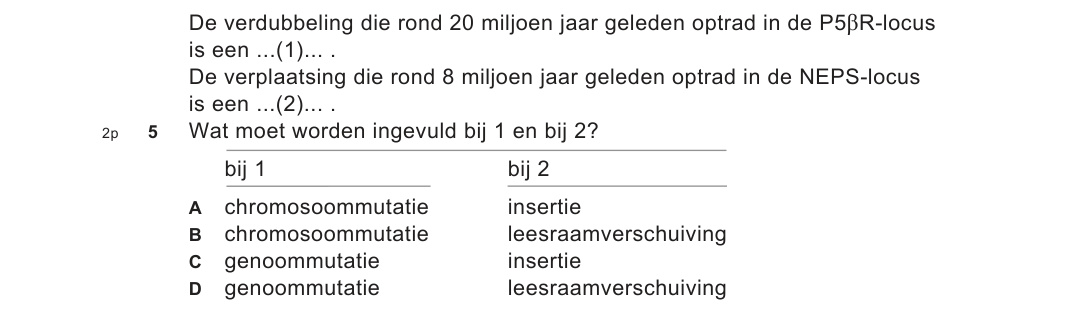 De verdubbeling die rond 20 miljoen jaar geleden optrad in de P5βR-locus
is een ...(1)... .
De verplaatsing die rond 8 miljoen jaar geleden optrad in de NEPS-locus
is een ...(2)... .
2p 5 Wat moet worden ingevuld bij 1 en bij 2?
bij 1 bij 2
A chromosoommutatie insertie
B chromosoommutatie leesraamverschuiving
C genoommutatie insertie
D genoommutatie leesraamverschuiving